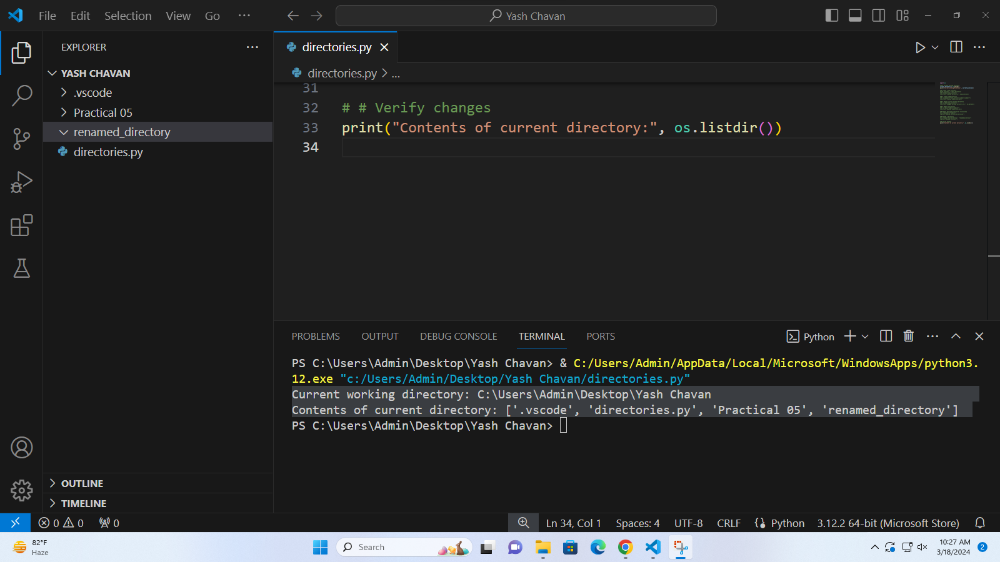 File Edit Selection View Go ···
Yash Chavan
EXPLORER
YASH CHAVAN
.vscode
Practical 05
renamed_directory
directories.py
OUTLINE
TIMELINE
directories.py
directories.py > ...
31
32 # # Verify changes
33 print("Contents of current directory:", os.listdir())
34
PROBLEMS OUTPUT DEBUG CONSOLE TERMINAL PORTS
Python
PS C:\Users\Admin\Desktop\Yash Chavan> & C:/Users/Admin/AppData/Local/Microsoft/WindowsApps/python3.
12.exe "c:/Users/Admin/Desktop/Yash Chavan/directories.py"
Current working directory: C:\Users\Admin\Desktop\Yash Chavan
Contents of current directory: ['.vscode', 'directories.py', 'Practical 05', 'renamed_directory']
PS C:\Users\Admin\Desktop\Yash Chavan>
0 0 0
Ln 34, Col 1 Spaces: 4 UTF-8 CRLF Python 3.12.2 64-bit (Microsoft Store)
82°F
Haze
Search
10:27 AM
3/18/2024
2